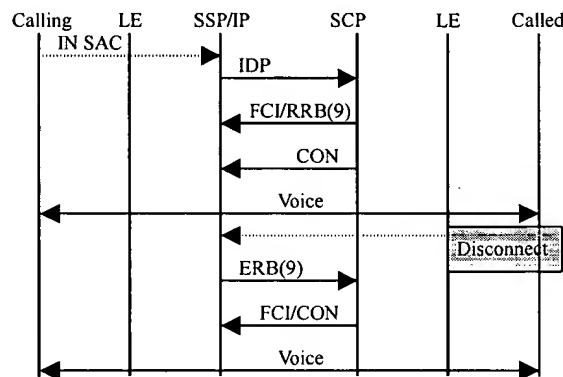 Calling LE SSP/IP SCP LE Called
IN SAC
IDP
FCI/RRB(9)
CON
Voice
Disconnect
ERB(9)
FCI/CON
Voice